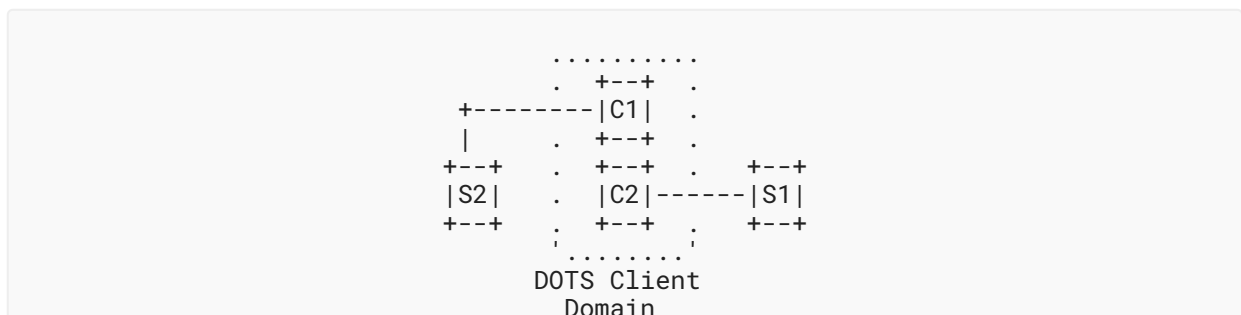 ..........
.  +--+  .
+--------|C1|  .
|     .  +--+  .
+--+   .  +--+  .   +--+
|S2|   .  |C2|------|S1|
+--+   .  +--+  .   +--+
'........'
DOTS Client
Domain